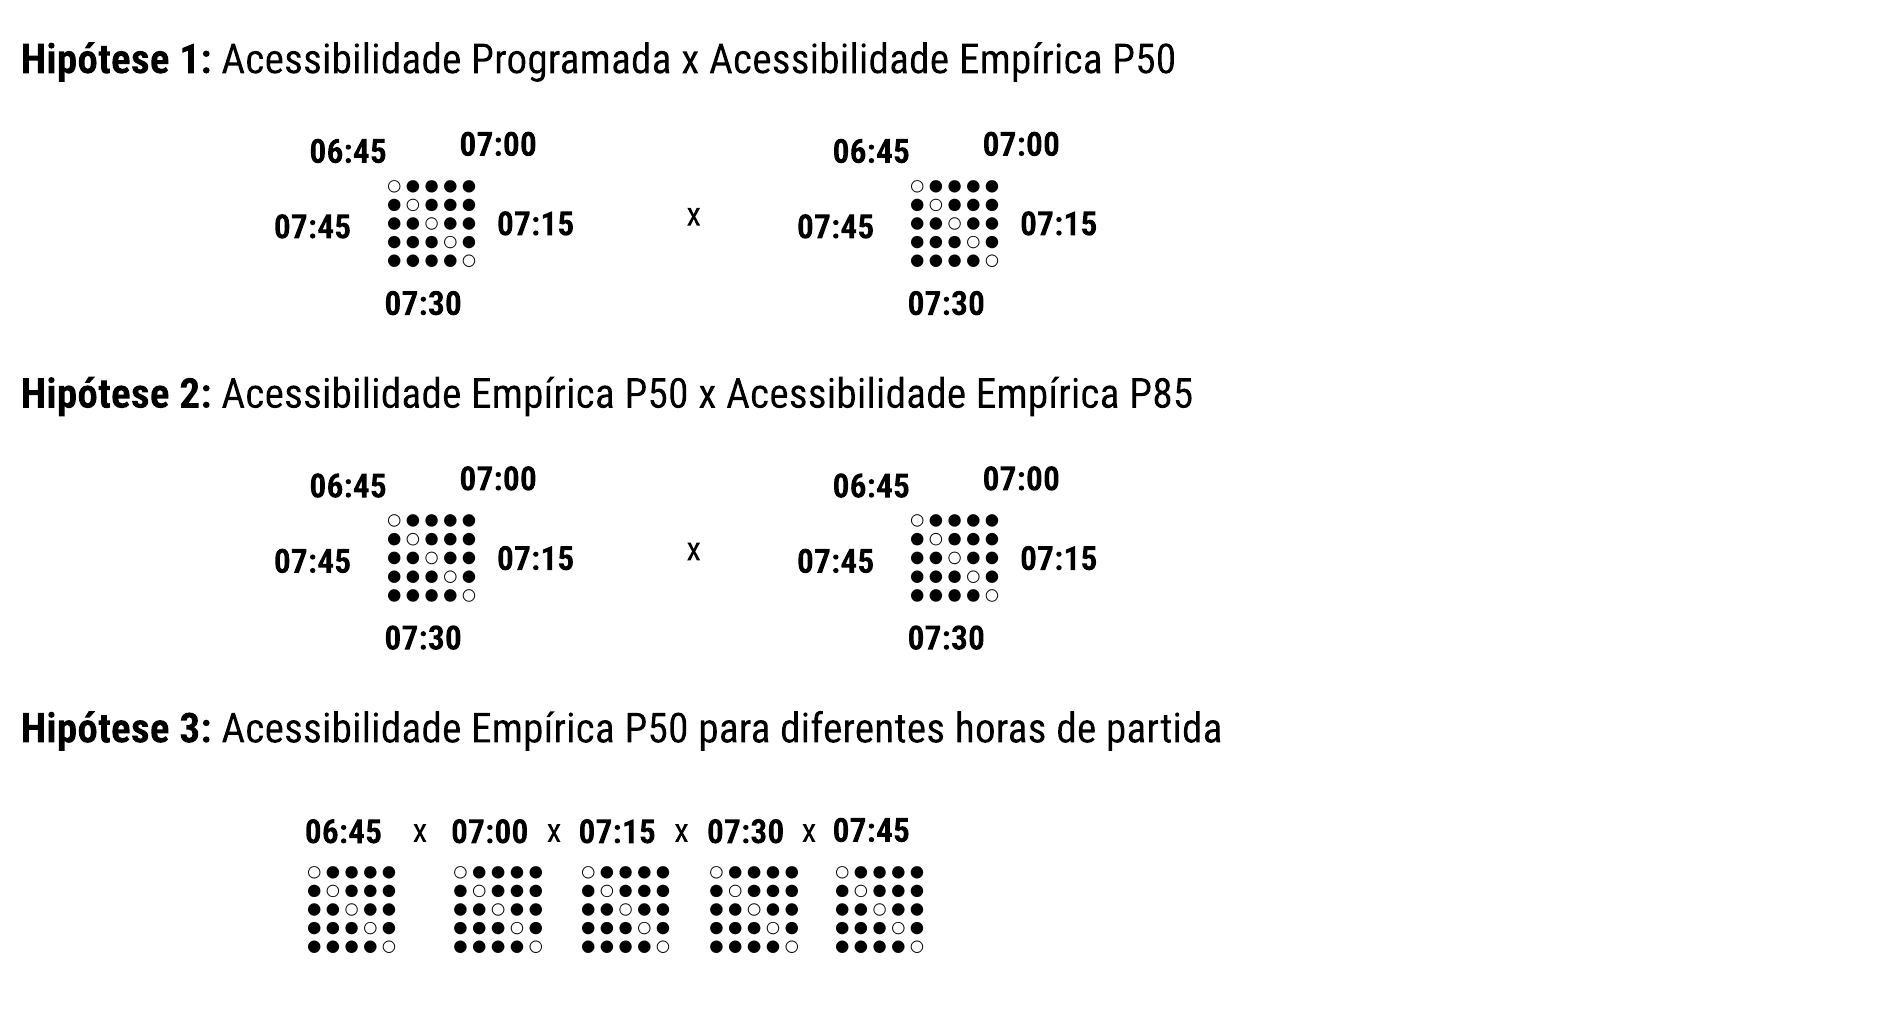 Hipótese 1: Acessibilidade Programada x Acessibilidade Empírica P50
06:45 07:00 06:45 07:00
07:45 07:15 x 07:45 07:15
07:30 07:30
Hipótese 2: Acessibilidade Empírica P50 x Acessibilidade Empírica P85
06:45 07:00 06:45 07:00
07:45 07:15 x 07:45 07:15
07:30 07:30
Hipótese 3: Acessibilidade Empírica P50 para diferentes horas de partida
06:45 x 07:00 x 07:15 x 07:30 x 07:45